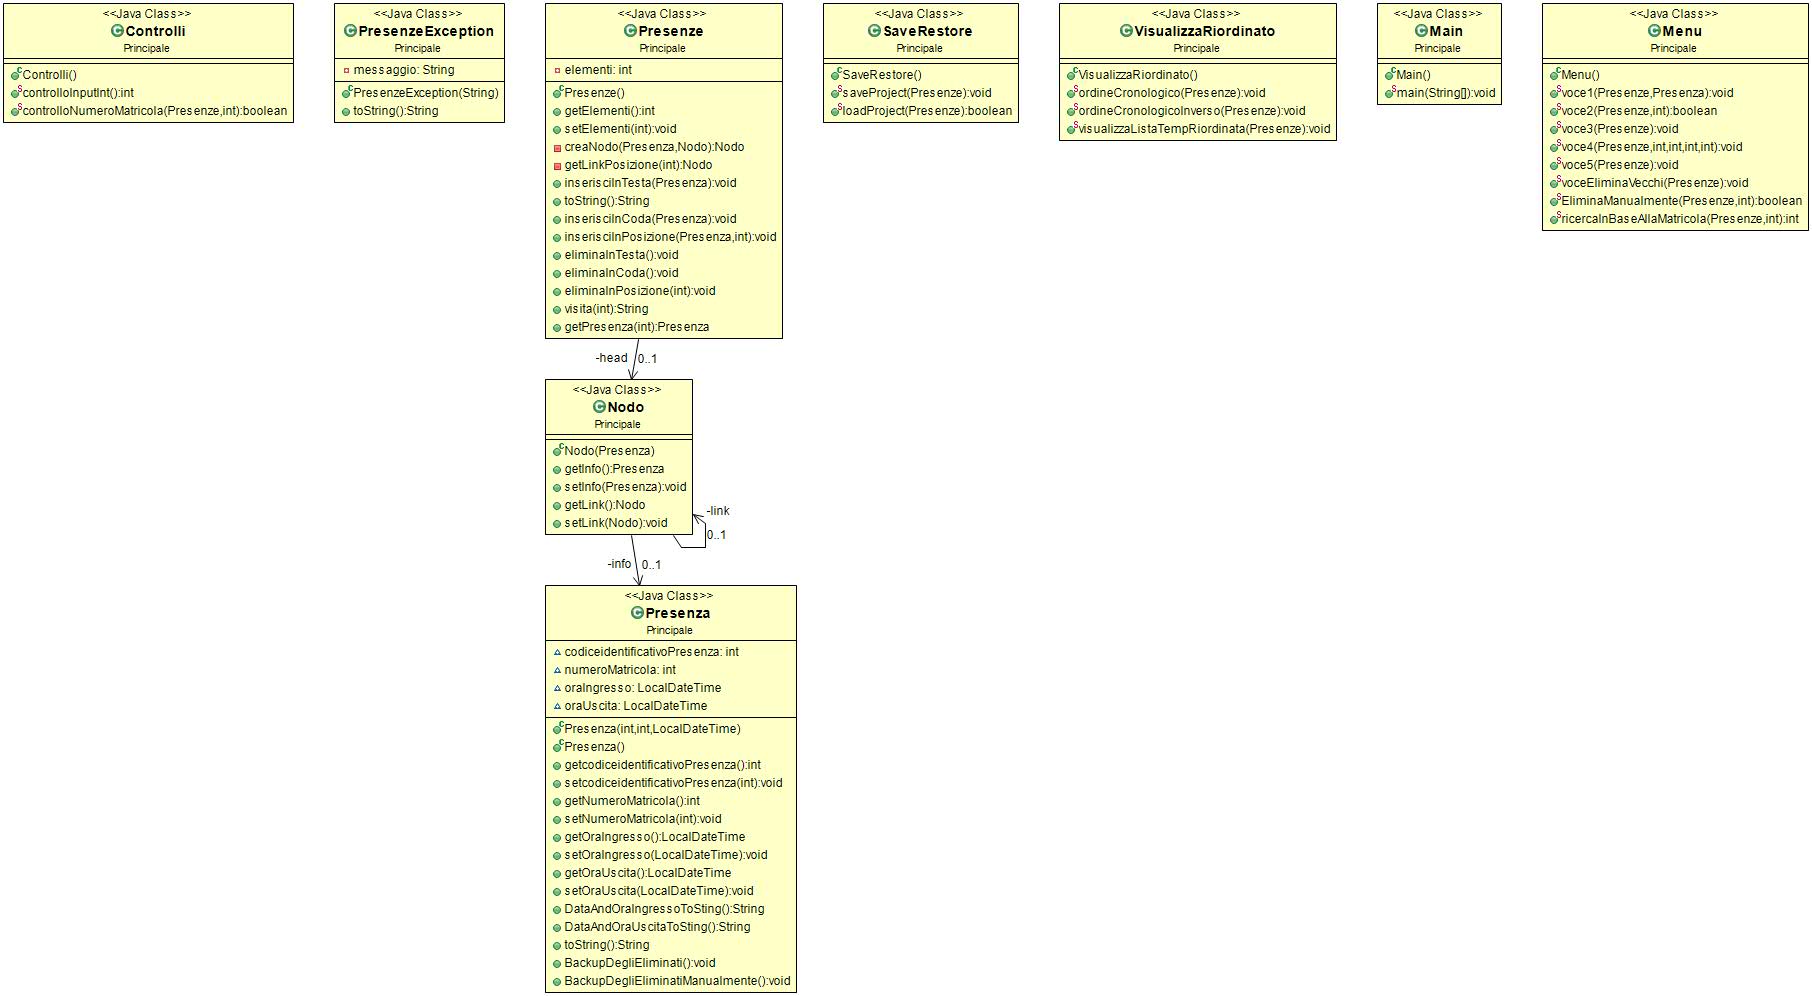 <<Java Class>>
Controlli
Principale
Controlli()
controlloInputInt():int
controlloNumeroMatricola(Presenze,int):boolean
<<Java Class>>
PresenzeException
Principale
messaggio: String
PresenzeException(String)
toString():String
<<Java Class>>
Presenze
Principale
elementi: int
Presenze()
getElementi():int
setElementi(int):void
creaNodo(Presenza,Nodo):Nodo
getLinkPosizione(int):Nodo
inserisciInTesta(Presenza):void
toString():String
inserisciInCoda(Presenza):void
inserisciInPosizione(Presenza,int):void
eliminaInTesta():void
eliminaInCoda():void
eliminaInPosizione(int):void
visita(int):String
getPresenza(int):Presenza
<<Java Class>>
SaveRestore
Principale
SaveRestore()
saveProject(Presenze):void
loadProject(Presenze):boolean
<<Java Class>>
VisualizzaRiordinato
Principale
VisualizzaRiordinato()
ordineCronologico(Presenze):void
ordineCronologicoInverso(Presenze):void
visualizzaListaTempRiordinata(Presenze):void
<<Java Class>>
Main
Principale
Main()
main(String[]):void
<<Java Class>>
Menu
Principale
Menu()
voce1(Presenze,Presenza):void
voce2(Presenze,int):boolean
voce3(Presenze):void
voce4(Presenze,int,int,int,int):void
voce5(Presenze):void
voceEliminaVecchi(Presenze):void
EliminaManualmente(Presenze,int):boolean
ricercaInBaseAllaMatricola(Presenze,int):int
-head 0..1
<<Java Class>>
Nodo
Principale
Nodo(Presenza)
getInfo():Presenza
setInfo(Presenza):void
getLink():Nodo
setLink(Nodo):void
-link
0..1
-info 0..1
<<Java Class>>
Presenza
Principale
codiceidentificativoPresenza: int
numeroMatricola: int
oraIngresso: LocalDateTime
oraUscita: LocalDateTime
Presenza(int,int,LocalDateTime)
Presenza()
getcodiceidentificativoPresenza():int
setcodiceidentificativoPresenza(int):void
getNumeroMatricola():int
setNumeroMatricola(int):void
getOraIngresso():LocalDateTime
setOraIngresso(LocalDateTime):void
getOraUscita():LocalDateTime
setOraUscita(LocalDateTime):void
DataAndOraIngressoToSting():String
DataAndOraUscitaToSting():String
toString():String
BackupDegliEliminati():void
BackupDegliEliminatiManualmente():void